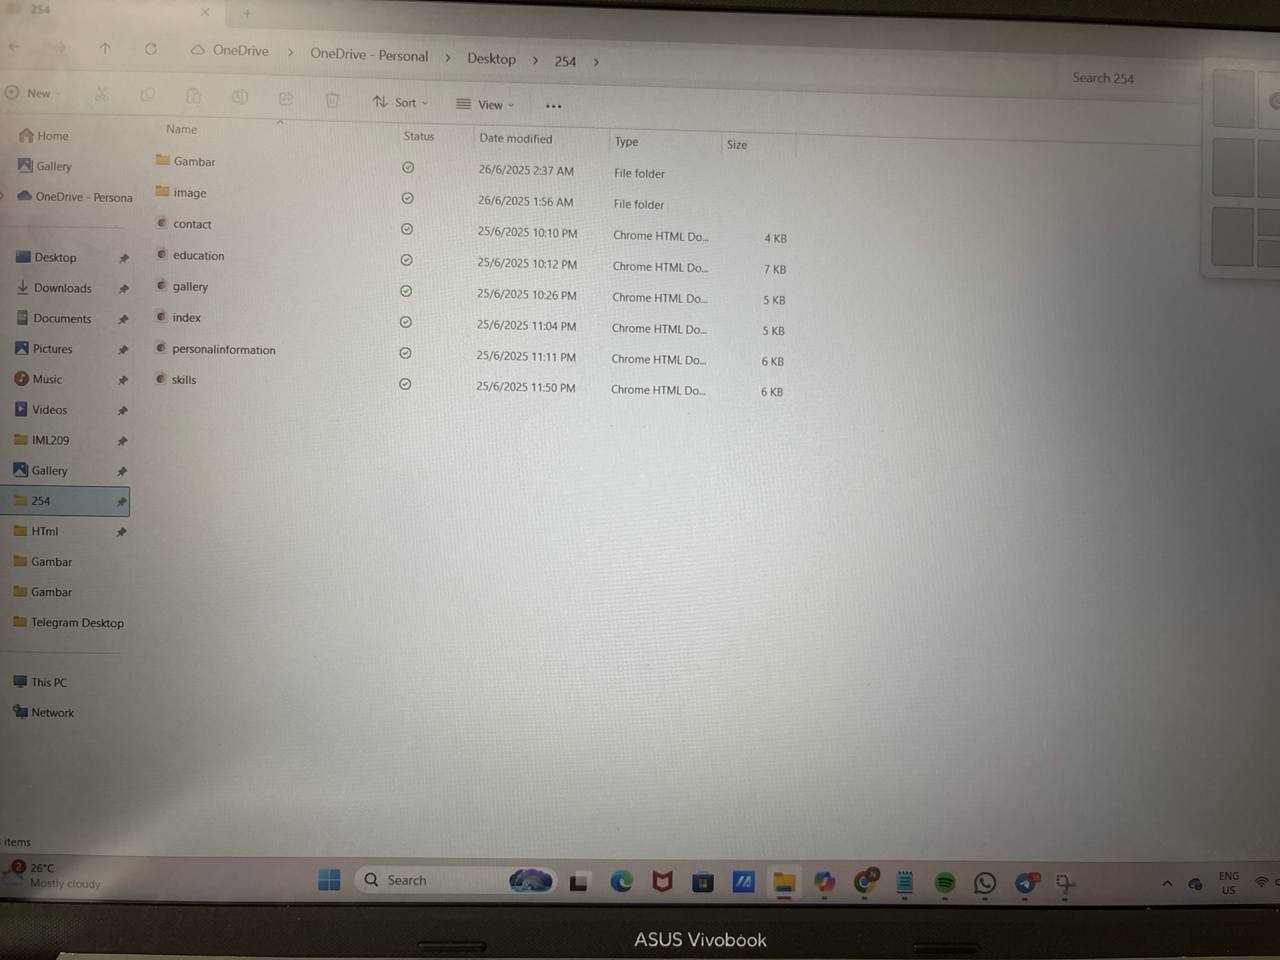 254
OneDrive > OneDrive - Personal > Desktop > 254 >
Search 254
New
Sort
View
Home
Gallery
OneDrive - Persona
Desktop
Downloads
Documents
Pictures
Music
Videos
IML209
Gallery
254
HTml
Gambar
Gambar
Telegram Desktop
This PC
Network
Name Status Date modified Type Size
Gambar 26/6/2025 2:37 AM File folder
image 26/6/2025 1:56 AM File folder
contact 25/6/2025 10:10 PM Chrome HTML Do... 4 KB
education 25/6/2025 10:12 PM Chrome HTML Do... 7 KB
gallery 25/6/2025 10:26 PM Chrome HTML Do... 5 KB
index 25/6/2025 11:04 PM Chrome HTML Do... 5 KB
personalinformation 25/6/2025 11:11 PM Chrome HTML Do... 6 KB
skills 25/6/2025 11:50 PM Chrome HTML Do... 6 KB
items
2
26°C
Mostly cloudy
Search
N
ENG
US
ASUS Vivobook